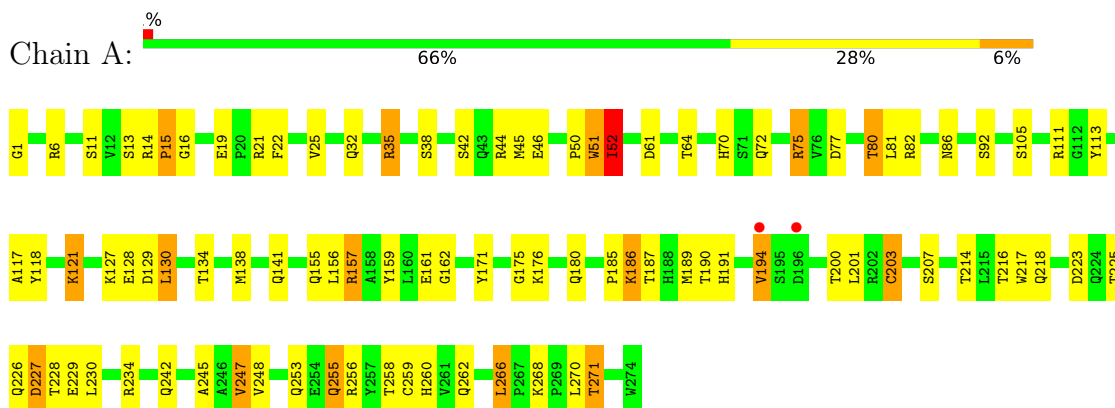 %
Chain A:
66% 28% 6%
G1 R6 S11 V12 S13 R14 P15 G16 E19 P20 R21 F22 V25 Q32 R35 S38 S42 Q43 R44 M45 E46 P50 W51 I52 D61 T64 H70 S71 Q72 R75 V76 D77 T80 L81 R82 N86 S92 S105 R111 G112 Y113
A117 Y118 K121 K127 E128 D129 L130 T134 M138 Q141 Q155 L156 R157 A158 Y159 L160 E161 G162 Y171 G175 K176 Q180 P185 K186 T187 H188 M189 T190 H191 V194 S195 D196 T200 L201 R202 C203 S207 T214 L215 T216 W217 Q218 D223 Q224 T225
Q226 D227 T228 E229 L230 R234 Q242 A245 A246 V247 V248 Q253 E254 Q255 R256 Y257 T258 C259 H260 V261 Q262 L266 P267 K268 P269 L270 T271 W274